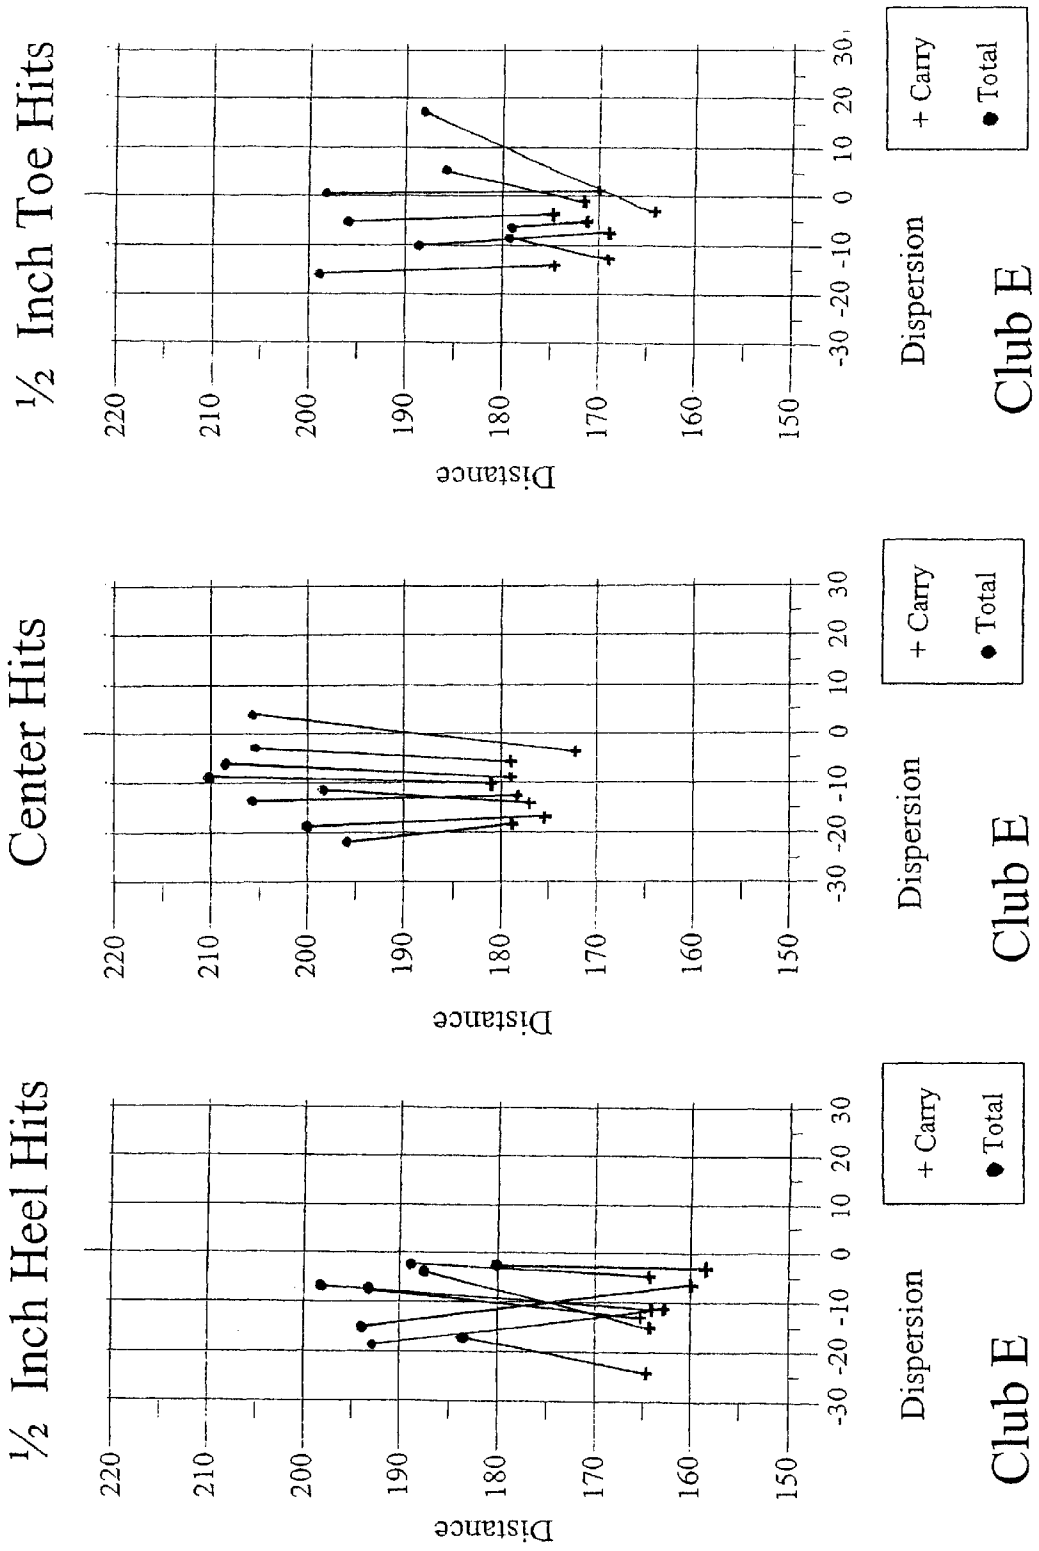 ½ Inch Heel Hits
220
210
200
190
180
170
160
150
Distance
-30 -20 -10 0 10 20 30
Dispersion
+ Carry
● Total
Club E
Center Hits
220
210
200
190
180
170
160
150
Distance
-30 -20 -10 0 10 20 30
Dispersion
+ Carry
● Total
Club E
½ Inch Toe Hits
220
210
200
190
180
170
160
150
Distance
-30 -20 -10 0 10 20 30
Dispersion
+ Carry
● Total
Club E